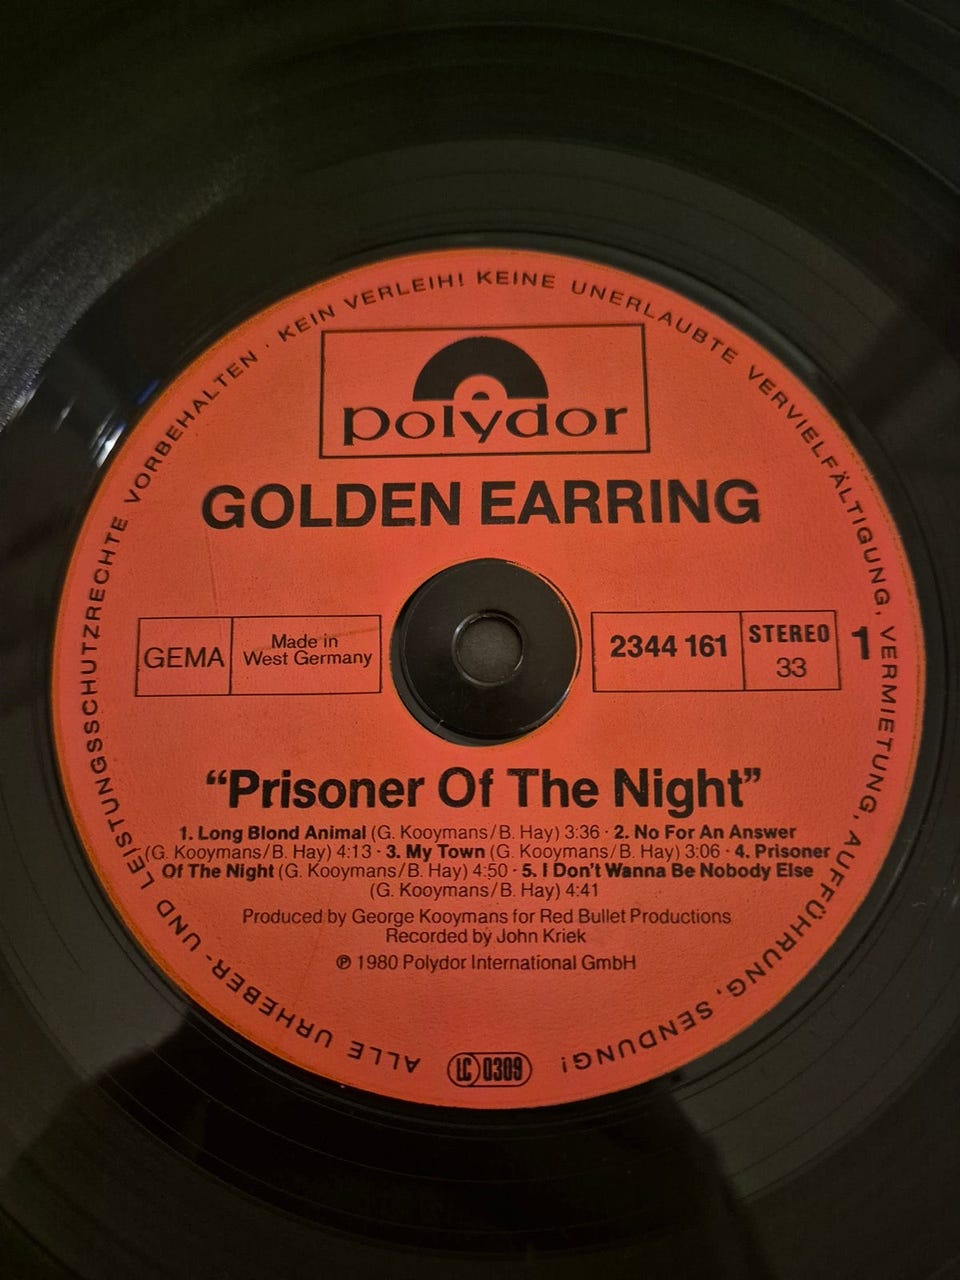 ALLE URHEBER- UND LEISTUNGSSCHUTZRECHTE VORBEHALTEN · KEIN VERLEIH! KEINE UNERLAUBTE VERVIELFÄLTIGUNG, VERMIETUNG, AUFFÜHRUNG, SENDUNG!
polydor
GOLDEN EARRING
GEMA
Made in
West Germany
2344 161
STEREO
33
1
“Prisoner Of The Night”
1. Long Blond Animal (G. Kooymans/B. Hay) 3:36 · 2. No For An Answer
(G. Kooymans/B. Hay) 4:13 · 3. My Town (G. Kooymans/B. Hay) 3:06 · 4. Prisoner
Of The Night (G. Kooymans/B. Hay) 4:50 · 5. I Don't Wanna Be Nobody Else
(G. Kooymans/B. Hay) 4:41
Produced by George Kooymans for Red Bullet Productions
Recorded by John Kriek
℗ 1980 Polydor International GmbH
LC 0309